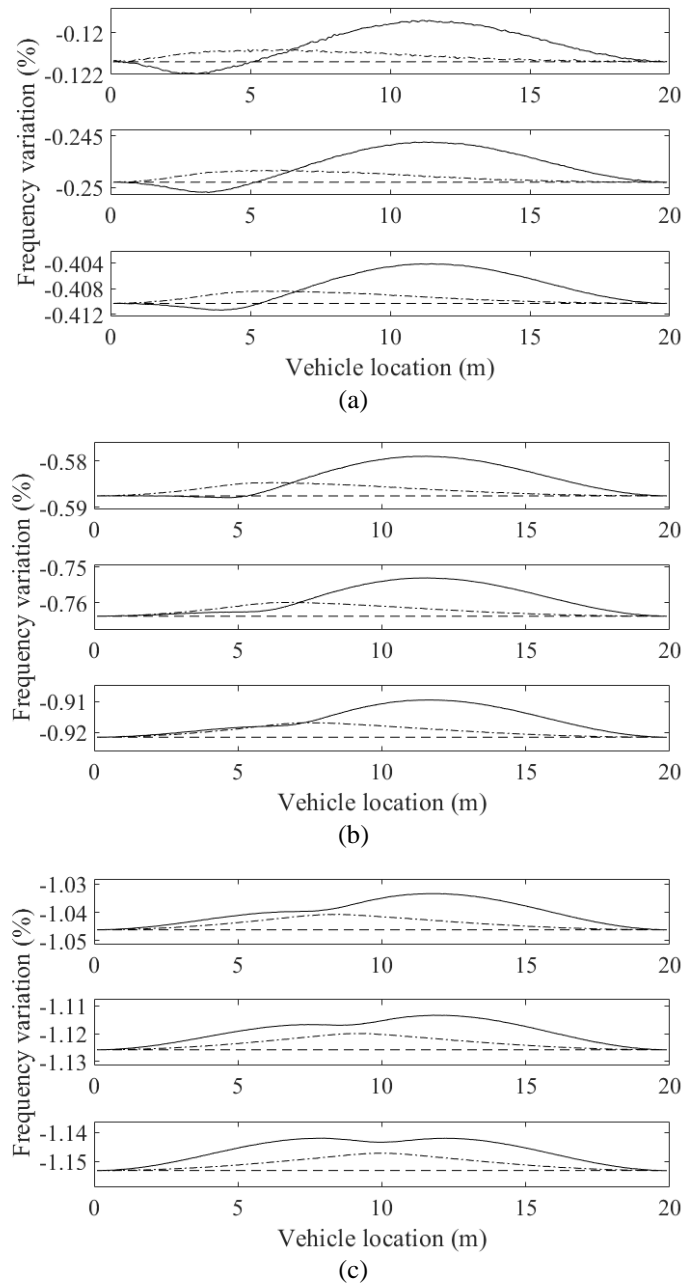 Frequency variation (%)
-0.12
-0.122
0 5 10 15 20
-0.245
-0.25
0 5 10 15 20
-0.404
-0.408
-0.412
0 5 10 15 20
Vehicle location (m)
(a)
Frequency variation (%)
-0.58
-0.59
0 5 10 15 20
-0.75
-0.76
0 5 10 15 20
-0.91
-0.92
0 5 10 15 20
Vehicle location (m)
(b)
Frequency variation (%)
-1.03
-1.04
-1.05
0 5 10 15 20
-1.11
-1.12
-1.13
0 5 10 15 20
-1.14
-1.15
0 5 10 15 20
Vehicle location (m)
(c)